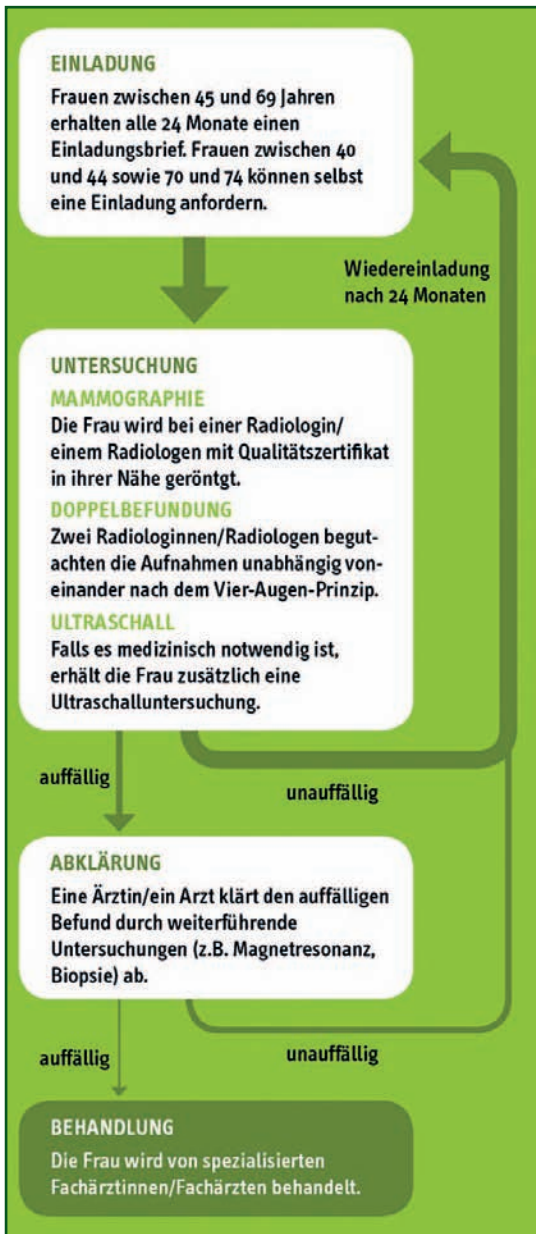 EINLADUNG
Frauen zwischen 45 und 69 Jahren
erhalten alle 24 Monate einen
Einladungsbrief. Frauen zwischen 40
und 44 sowie 70 und 74 können selbst
eine Einladung anfordern.
Wiedereinladung
nach 24 Monaten
UNTERSUCHUNG
MAMMOGRAPHIE
Die Frau wird bei einer Radiologin/
einem Radiologen mit Qualitätszertifikat
in ihrer Nähe geröntgt.
DOPPELBEFUNDUNG
Zwei Radiologinnen/Radiologen begut-
achten die Aufnahmen unabhängig von-
einander nach dem Vier-Augen-Prinzip.
ULTRASCHALL
Falls es medizinisch notwendig ist,
erhält die Frau zusätzlich eine
Ultraschalluntersuchung.
auffällig
unauffällig
ABKLÄRUNG
Eine Ärztin/ein Arzt klärt den auffälligen
Befund durch weiterführende
Untersuchungen (z.B. Magnetresonanz,
Biopsie) ab.
auffällig
unauffällig
BEHANDLUNG
Die Frau wird von spezialisierten
Fachärztinnen/Fachärzten behandelt.